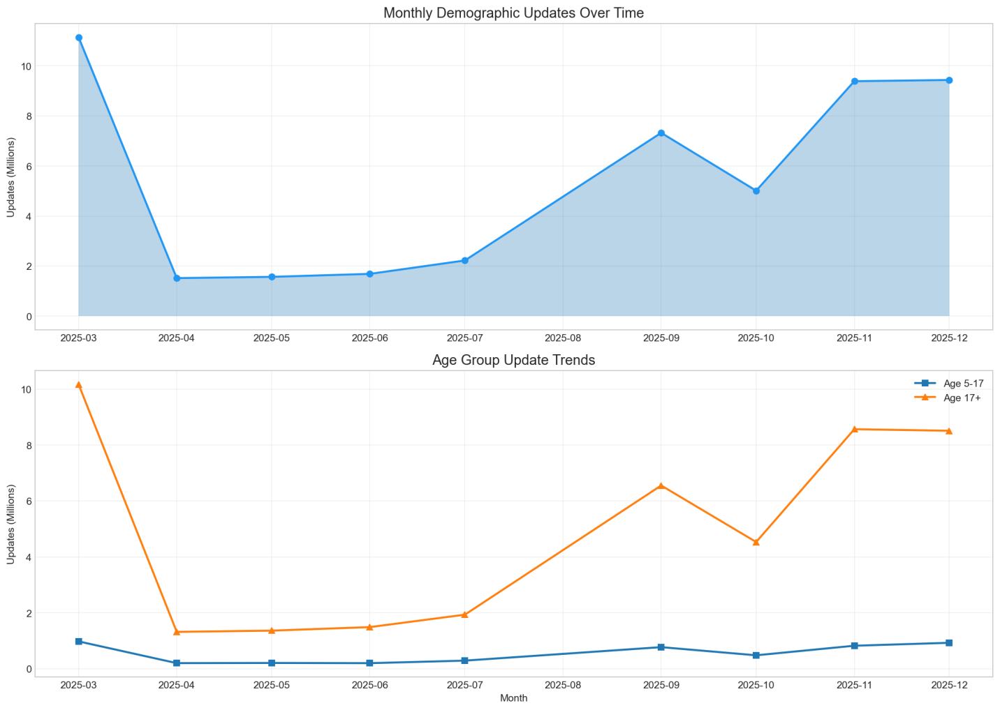 Monthly Demographic Updates Over Time
Updates (Millions)
10
8
6
4
2
0
2025-03 2025-04 2025-05 2025-06 2025-07 2025-08 2025-09 2025-10 2025-11 2025-12
Age Group Update Trends
Age 5-17
Age 17+
Updates (Millions)
10
8
6
4
2
0
2025-03 2025-04 2025-05 2025-06 2025-07 2025-08 2025-09 2025-10 2025-11 2025-12
Month